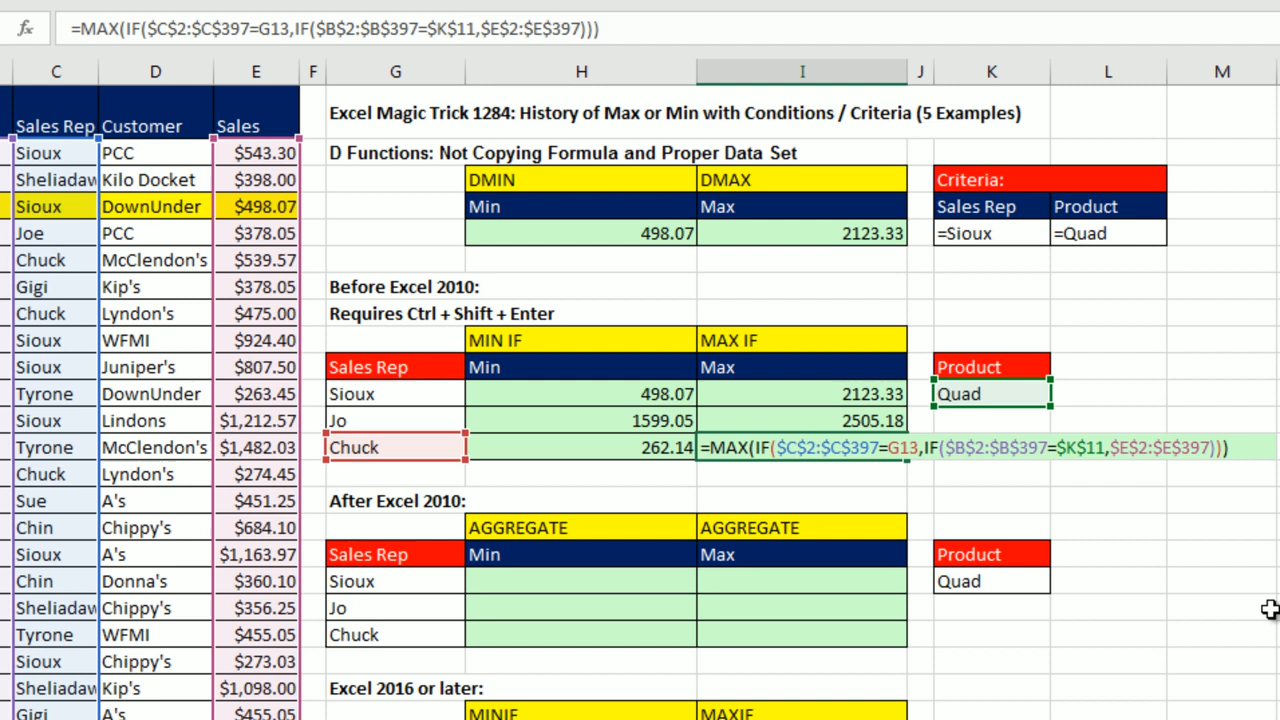 fx =MAX(IF($C$2:$C$397=G13,IF($B$2:$B$397=$K$11,$E$2:$E$397)))
C D E F G H I J K L M
Sales Rep Customer Sales Excel Magic Trick 1284: History of Max or Min with Conditions / Criteria (5 Examples)
Sioux PCC $543.30 D Functions: Not Copying Formula and Proper Data Set
Sheliadaw Kilo Docket $398.00 DMIN DMAX Criteria:
Sioux DownUnder $498.07 Min Max Sales Rep Product
Joe PCC $378.05 498.07 2123.33 =Sioux =Quad
Chuck McClendon's $539.57
Gigi Kip's $378.05 Before Excel 2010:
Chuck Lyndon's $475.00 Requires Ctrl + Shift + Enter
Sioux WFMI $924.40 MIN IF MAX IF
Sioux Juniper's $807.50 Sales Rep Min Max Product
Tyrone DownUnder $263.45 Sioux 498.07 2123.33 Quad
Sioux Lindons $1,212.57 Jo 1599.05 2505.18
Tyrone McClendon's $1,482.03 Chuck 262.14 =MAX(IF($C$2:$C$397=G13,IF($B$2:$B$397=$K$11,$E$2:$E$397)))
Chuck Lyndon's $274.45
Sue A's $451.25 After Excel 2010:
Chin Chippy's $684.10 AGGREGATE AGGREGATE
Sioux A's $1,163.97 Sales Rep Min Max Product
Chin Donna's $360.10 Sioux Quad
Sheliadaw Chippy's $356.25 Jo
Tyrone WFMI $455.05 Chuck
Sioux Chippy's $273.03
Sheliadaw Kip's $1,098.00 Excel 2016 or later:
Gigi A's $455.05 MINIF MAXIF